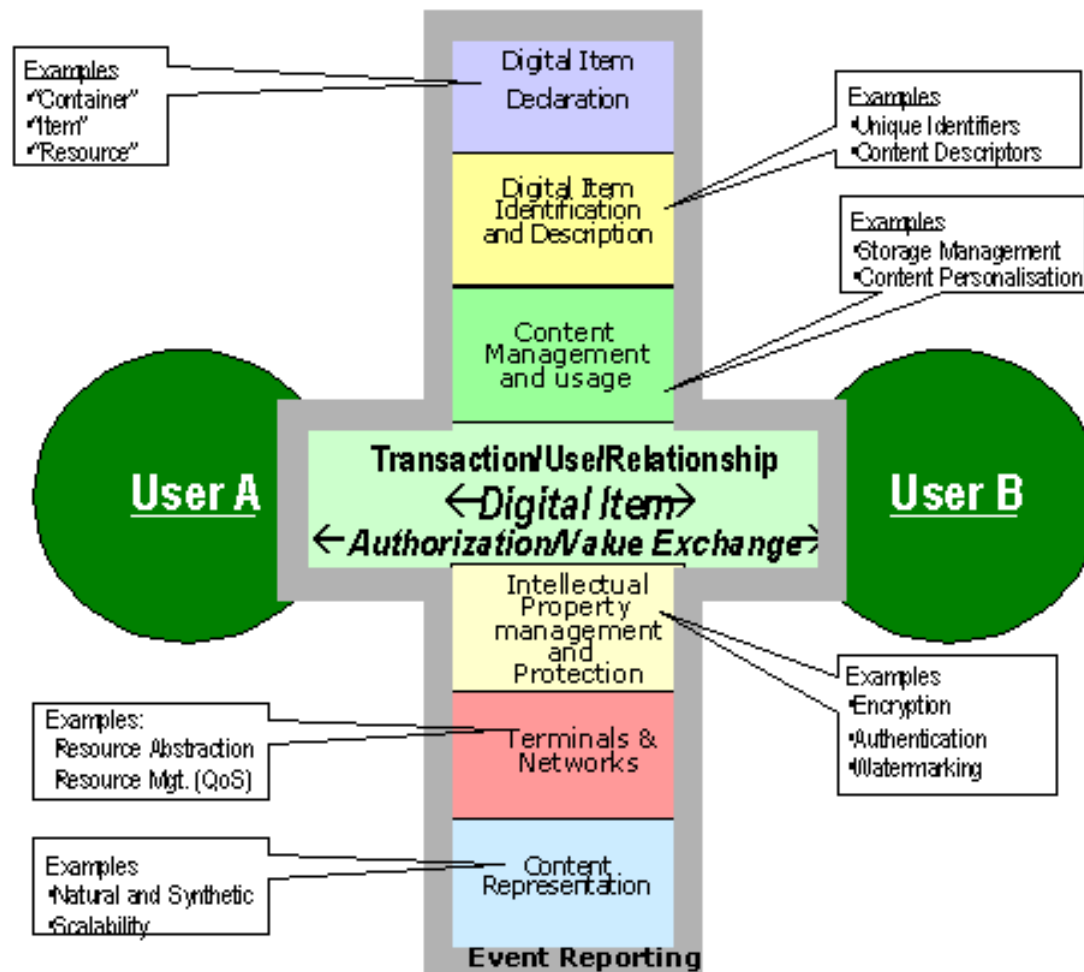 Digital Item
Declaration
Examples
•"Container"
•"Item"
•"Resource"
Examples
•Unique Identifiers
•Content Descriptors
Digital Item
Identification
and Description
Examples
•Storage Management
•Content Personalisation
Content
Management
and usage
User A
Transaction/Use/Relationship
←Digital Item→
←Authorization/Value Exchange→
User B
Intellectual
Property
management
and
Protection
Examples
•Encryption
•Authentication
•Watermarking
Examples:
Resource Abstraction
Resource Mgt. (QoS)
Terminals &
Networks
Examples
•Natural and Synthetic
•Scalability
Content
Representation
Event Reporting